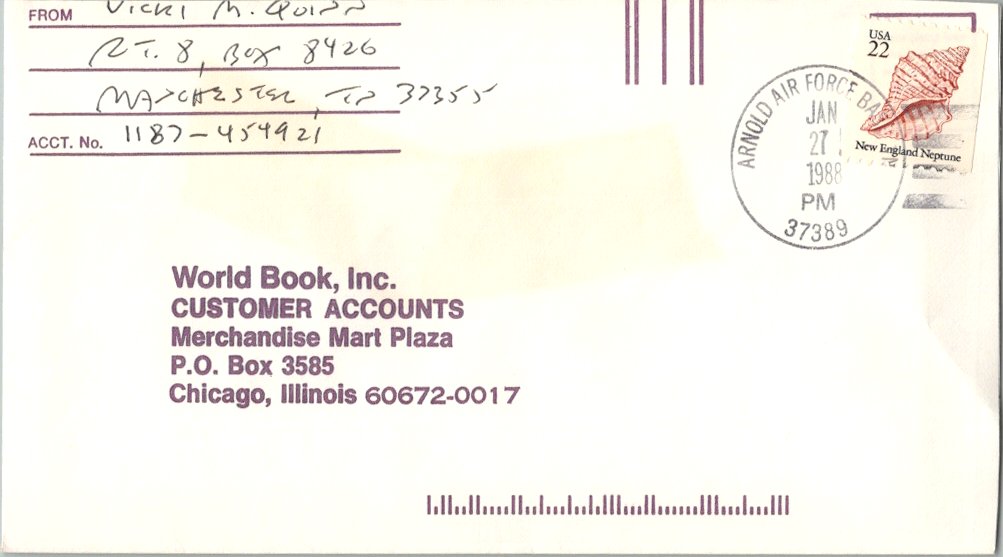 FROM VICKI M. QUINN
RT. 8, BOX 8426
MANCHESTER, TN 37355
ACCT. No. 1187-454921
USA
22
New England Neptune
ARNOLD AIR FORCE BA
JAN
27
1988
PM
37389
World Book, Inc.
CUSTOMER ACCOUNTS
Merchandise Mart Plaza
P.O. Box 3585
Chicago, Illinois 60672-0017